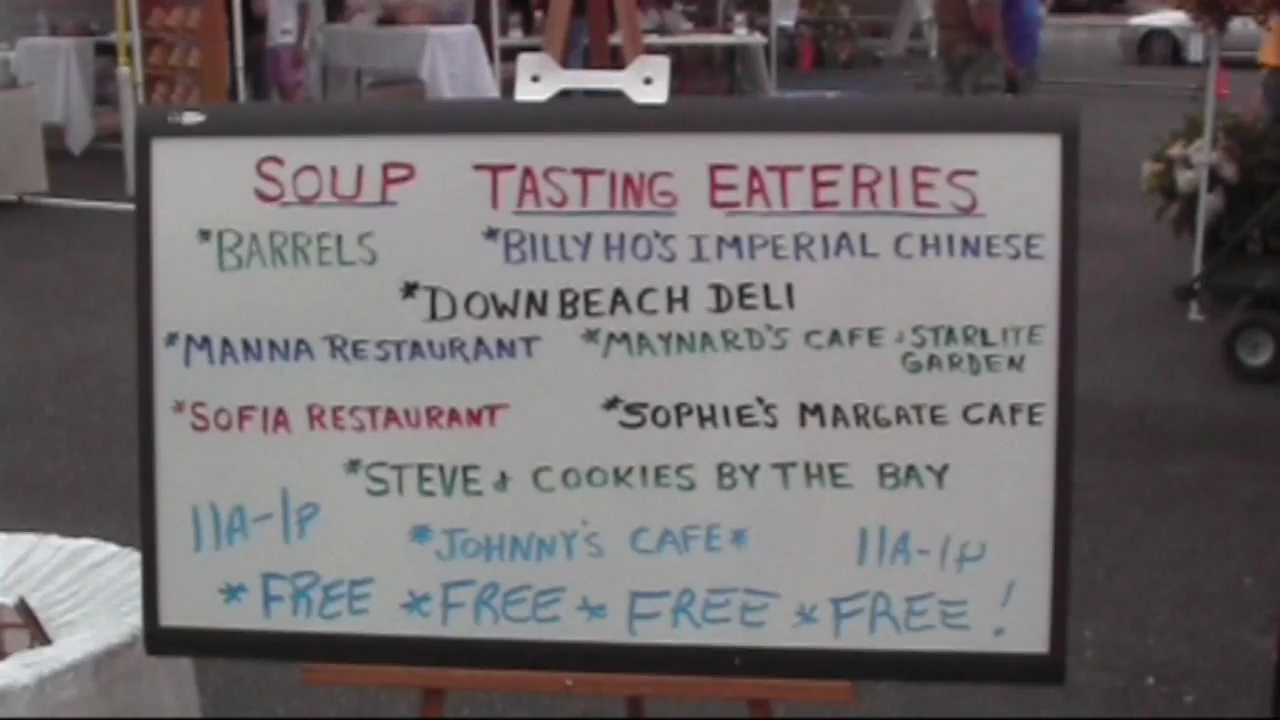 SOUP TASTING EATERIES
*BARRELS *BILLY HO'S IMPERIAL CHINESE
*DOWNBEACH DELI
*MANNA RESTAURANT *MAYNARD'S CAFE & STARLITE
GARDEN
*SOFIA RESTAURANT *SOPHIE'S MARGATE CAFE
*STEVE & COOKIES BY THE BAY
11A-1P *JOHNNY'S CAFE* 11A-1P
*FREE *FREE * FREE *FREE!